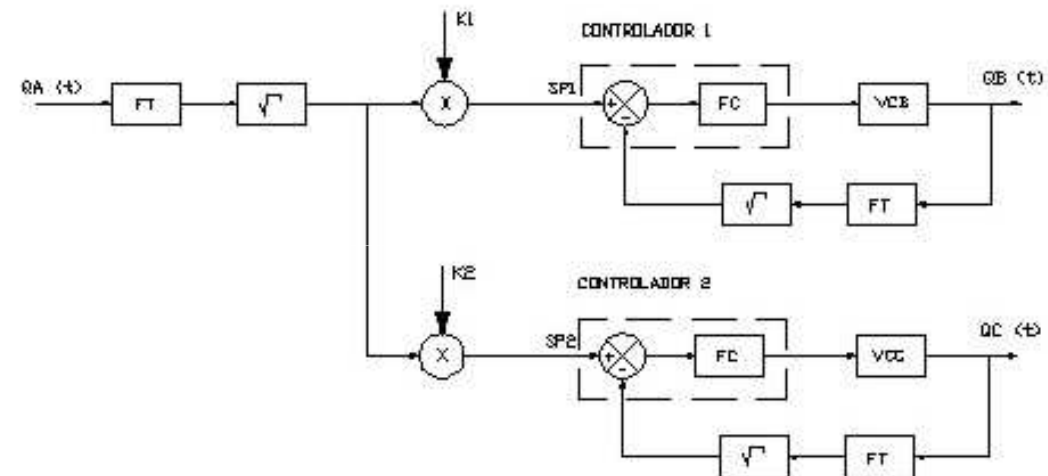 K1
CONTROLADOR 1
QA (t)
FT
√
X
SP1
+
-
FC
VCB
QB (t)
√
FT
K2
CONTROLADOR 2
X
SP2
+
-
FC
VCC
QC (t)
√
FT